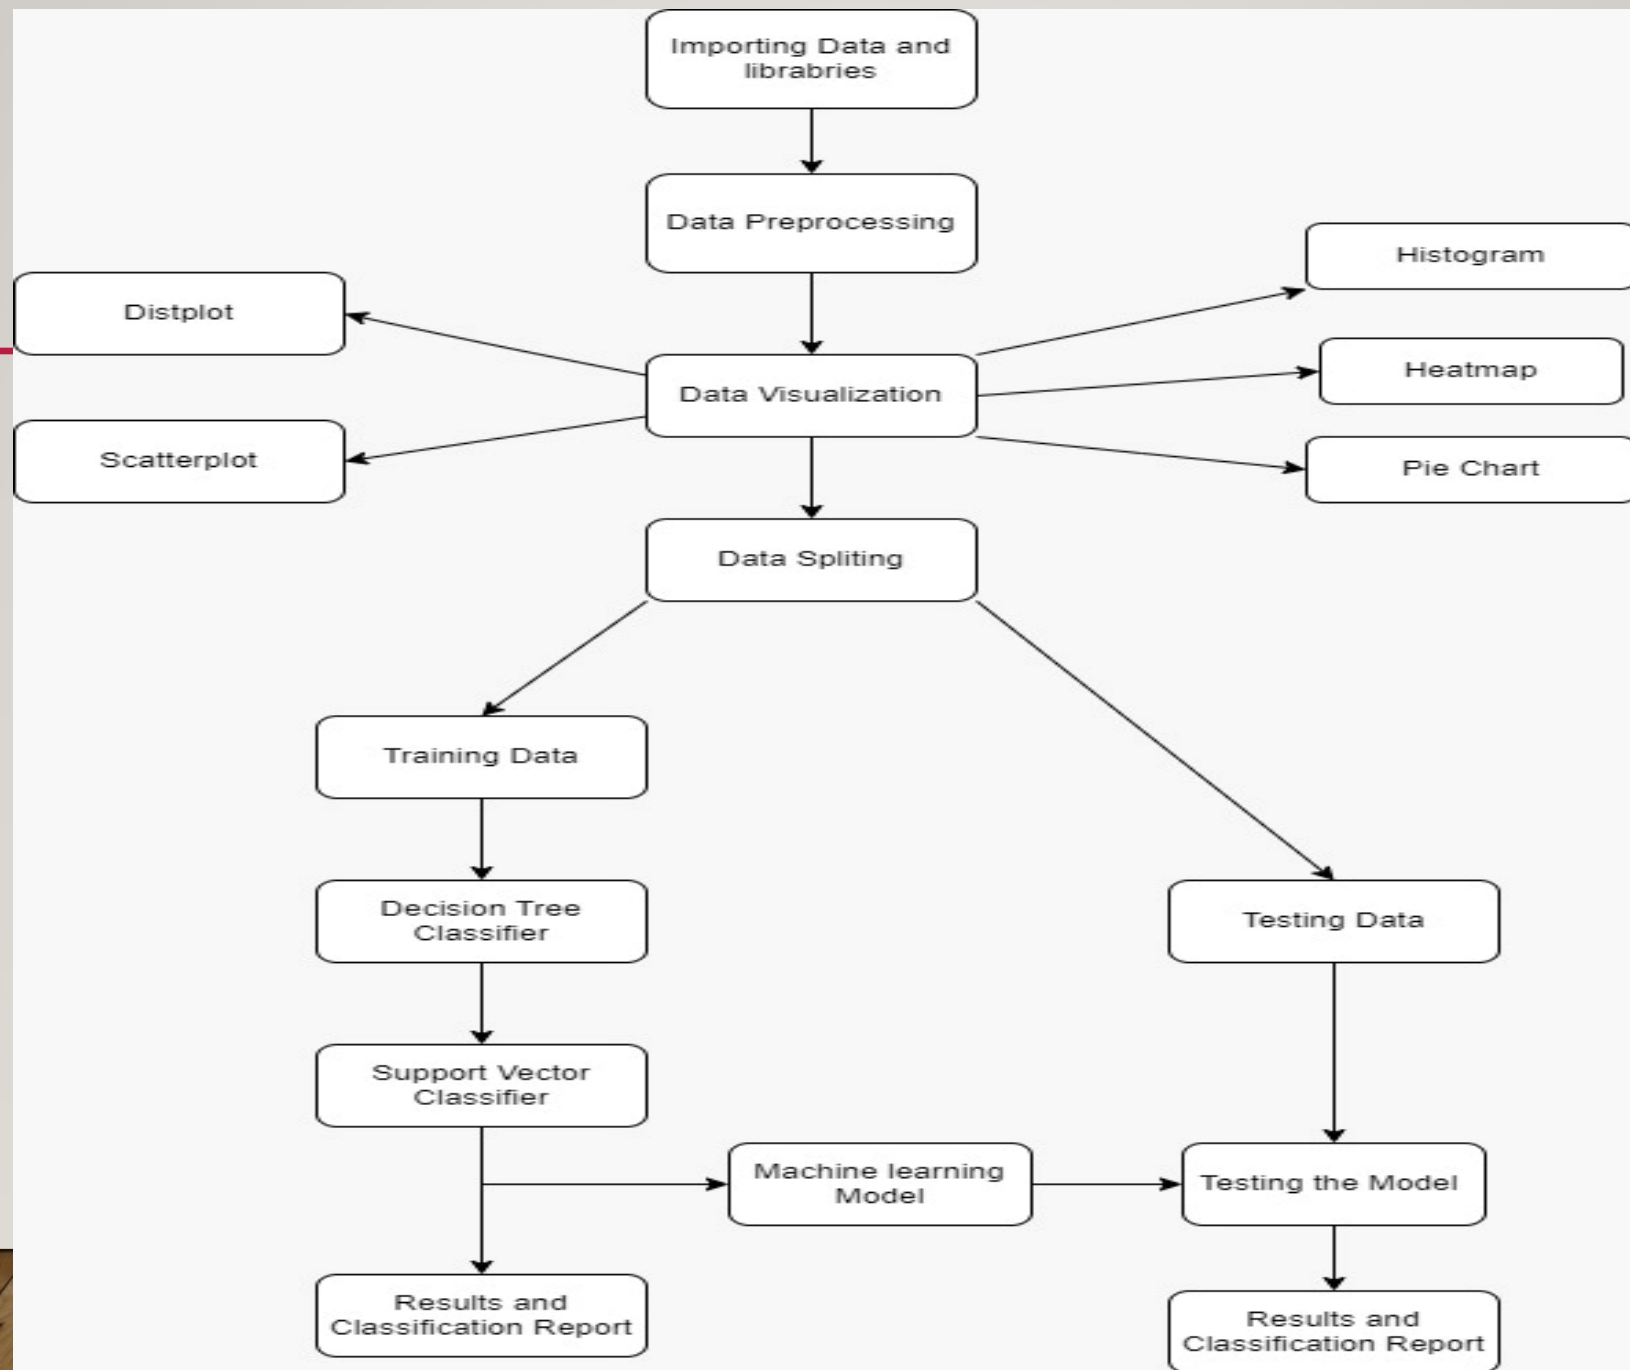 Importing Data and
librabries
Data Preprocessing
Histogram
Distplot
Heatmap
Data Visualization
Scatterplot
Pie Chart
Data Spliting
Training Data
Decision Tree
Classifier
Testing Data
Support Vector
Classifier
Machine learning
Model
Testing the Model
Results and
Classification Report
Results and
Classification Report